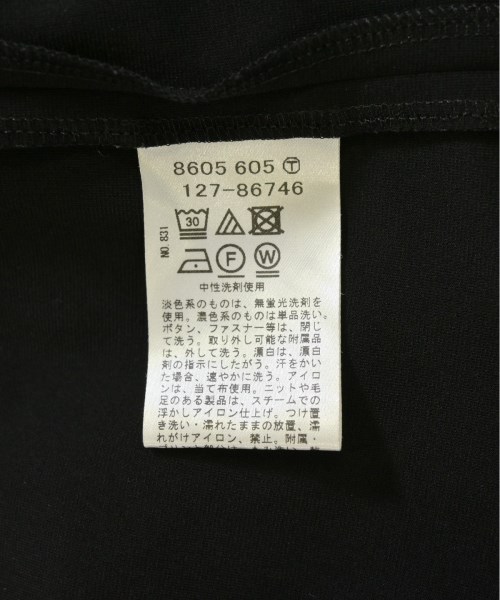 8605 605 Ⓣ
127-86746
NO.831
30
F
W
中性洗剤使用
淡色系のものは、無蛍光洗剤を
使用。濃色系のものは単品洗い。
ボタン、ファスナー等は、閉じ
て洗う。取り外し可能な附属品
は、外して洗う。漂白は、漂白
剤の指示にしたがう。汗をかい
た場合、速やかに洗う。アイロ
ンは、当て布使用。ニットや毛
足のある製品は、スチームでの
浮かしアイロン仕上げ。つけ置
き洗い・濡れたままの放置、濡
れがけアイロン、禁止。附属・